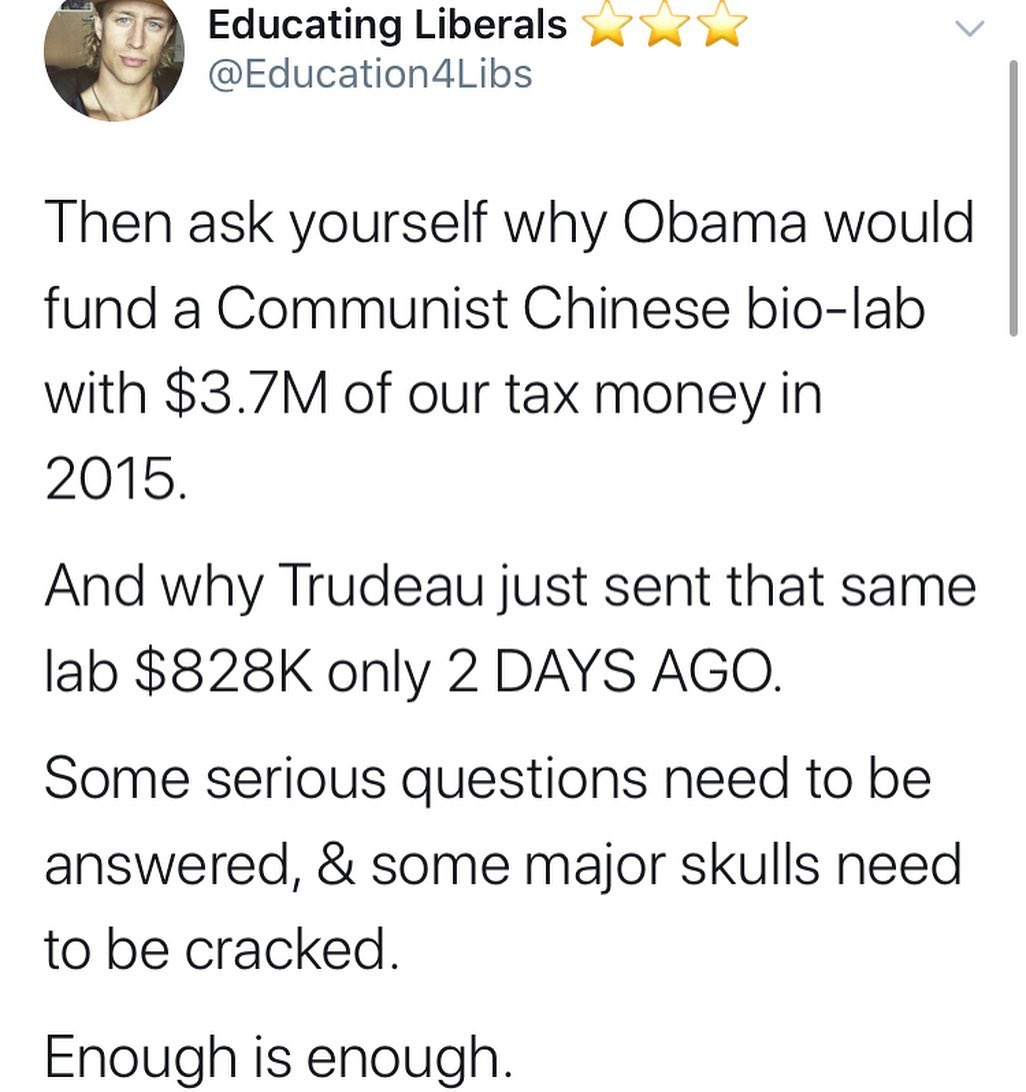 Educating Liberals ⭐⭐⭐
@Education4Libs
Then ask yourself why Obama would
fund a Communist Chinese bio-lab
with $3.7M of our tax money in
2015.
And why Trudeau just sent that same
lab $828K only 2 DAYS AGO.
Some serious questions need to be
answered, & some major skulls need
to be cracked.
Enough is enough.